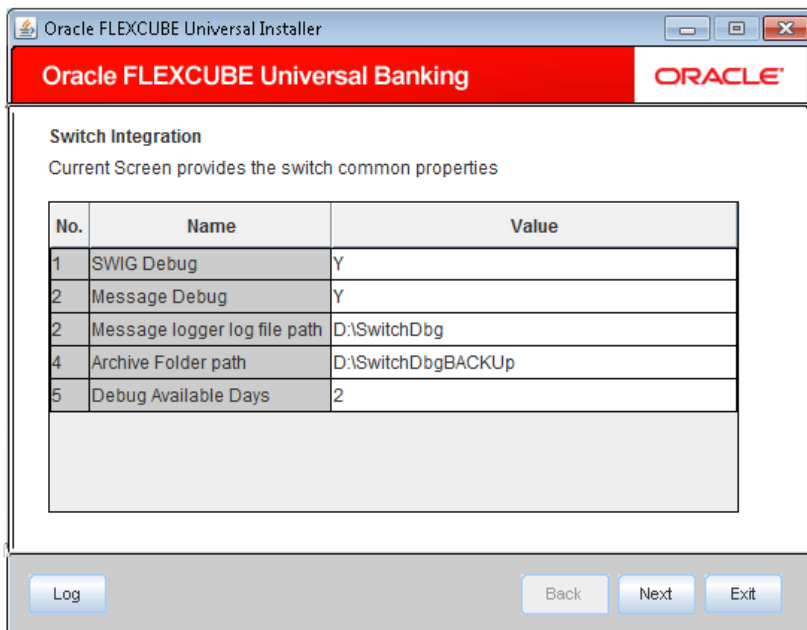 Oracle FLEXCUBE Universal Installer
Oracle FLEXCUBE Universal Banking
ORACLE
Switch Integration
Current Screen provides the switch common properties
No. Name Value
1 SWIG Debug Y
2 Message Debug Y
2 Message logger log file path D:\SwitchDbg
4 Archive Folder path D:\SwitchDbgBACKUp
5 Debug Available Days 2
Log Back Next Exit